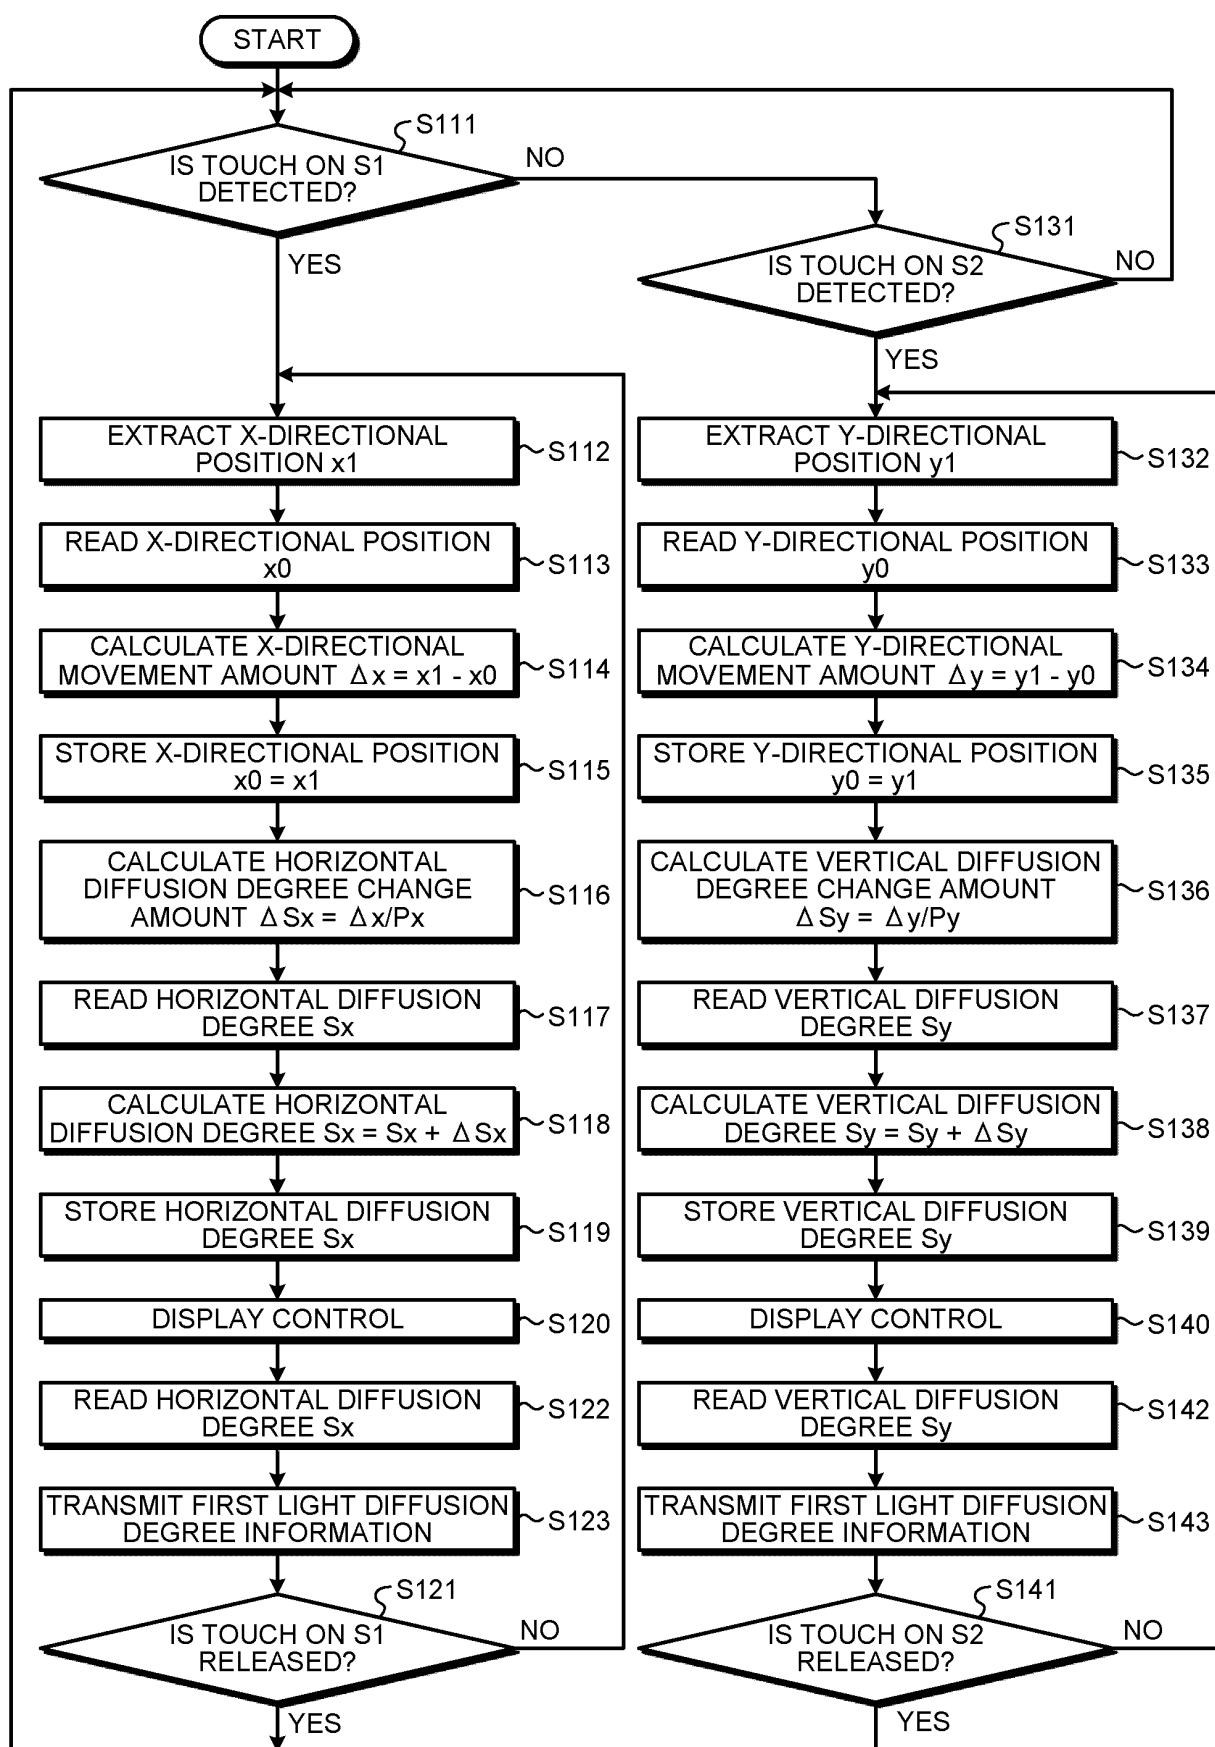 START
S111
IS TOUCH ON S1
DETECTED?
NO
YES
S131
IS TOUCH ON S2
DETECTED?
NO
YES
EXTRACT X-DIRECTIONAL
POSITION x1
S112
READ X-DIRECTIONAL POSITION
x0
S113
CALCULATE X-DIRECTIONAL
MOVEMENT AMOUNT Δx = x1 - x0
S114
STORE X-DIRECTIONAL POSITION
x0 = x1
S115
CALCULATE HORIZONTAL
DIFFUSION DEGREE CHANGE
AMOUNT ΔSx = Δx/Px
S116
READ HORIZONTAL DIFFUSION
DEGREE Sx
S117
CALCULATE HORIZONTAL
DIFFUSION DEGREE Sx = Sx + ΔSx
S118
STORE HORIZONTAL DIFFUSION
DEGREE Sx
S119
DISPLAY CONTROL
S120
READ HORIZONTAL DIFFUSION
DEGREE Sx
S122
TRANSMIT FIRST LIGHT DIFFUSION
DEGREE INFORMATION
S123
S121
IS TOUCH ON S1
RELEASED?
NO
YES
EXTRACT Y-DIRECTIONAL
POSITION y1
S132
READ Y-DIRECTIONAL POSITION
y0
S133
CALCULATE Y-DIRECTIONAL
MOVEMENT AMOUNT Δy = y1 - y0
S134
STORE Y-DIRECTIONAL POSITION
y0 = y1
S135
CALCULATE VERTICAL DIFFUSION
DEGREE CHANGE AMOUNT
ΔSy = Δy/Py
S136
READ VERTICAL DIFFUSION
DEGREE Sy
S137
CALCULATE VERTICAL DIFFUSION
DEGREE Sy = Sy + ΔSy
S138
STORE VERTICAL DIFFUSION
DEGREE Sy
S139
DISPLAY CONTROL
S140
READ VERTICAL DIFFUSION
DEGREE Sy
S142
TRANSMIT FIRST LIGHT DIFFUSION
DEGREE INFORMATION
S143
S141
IS TOUCH ON S2
RELEASED?
NO
YES